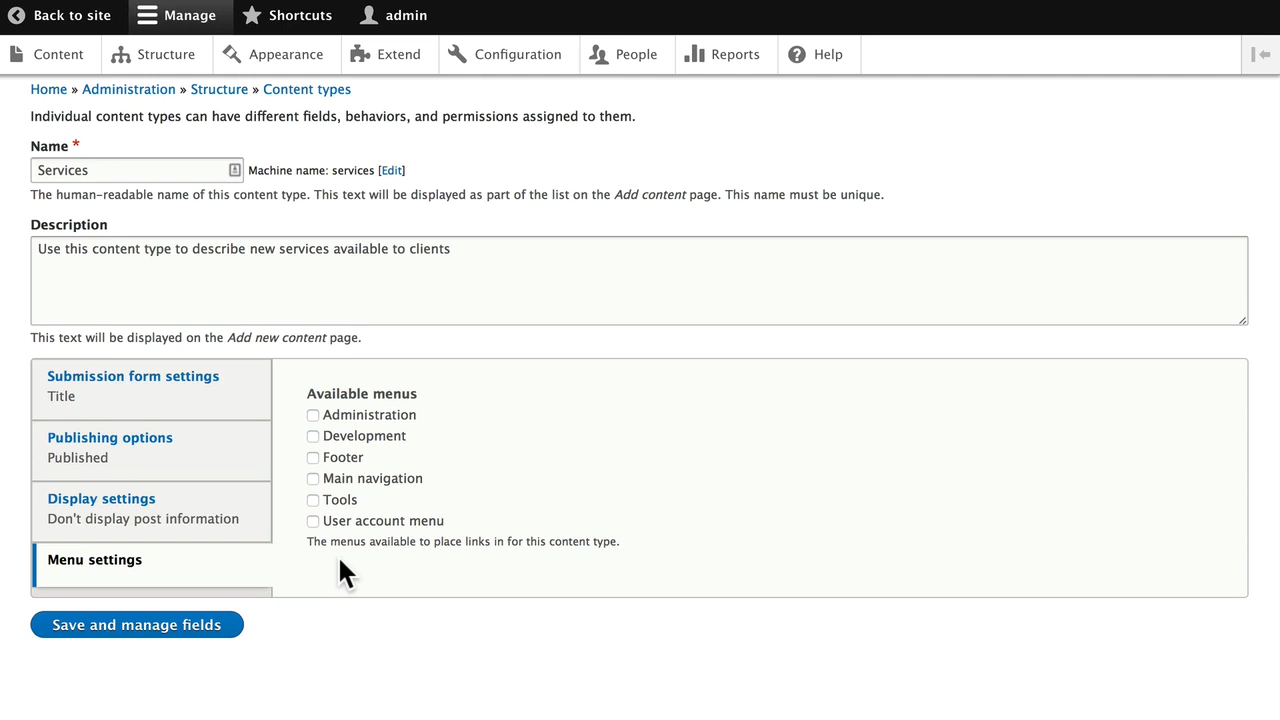 Back to site Manage Shortcuts admin
Content Structure Appearance Extend Configuration People Reports Help
Home » Administration » Structure » Content types
Individual content types can have different fields, behaviors, and permissions assigned to them.
Name *
Services Machine name: services [Edit]
The human-readable name of this content type. This text will be displayed as part of the list on the Add content page. This name must be unique.
Description
Use this content type to describe new services available to clients
This text will be displayed on the Add new content page.
Submission form settings
Title
Publishing options
Published
Display settings
Don't display post information
Menu settings
Available menus
Administration
Development
Footer
Main navigation
Tools
User account menu
The menus available to place links in for this content type.
Save and manage fields